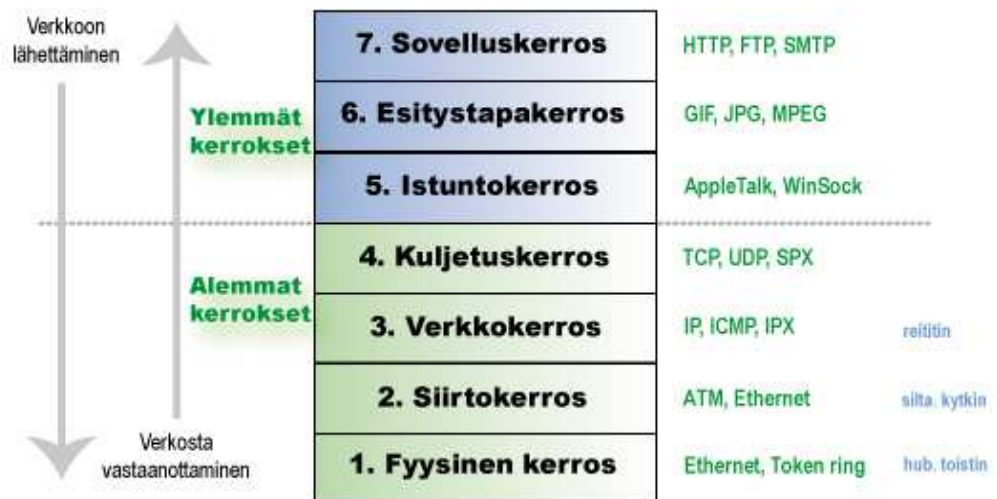 Verkkoon
lähettäminen
7. Sovelluskerros
HTTP, FTP, SMTP
Ylemmät
kerrokset
6. Esitystapakerros
GIF, JPG, MPEG
5. Istuntokerros
AppleTalk, WinSock
4. Kuljetuskerros
TCP, UDP, SPX
Alemmat
kerrokset
3. Verkkokerros
IP, ICMP, IPX
reititin
2. Siirtokerros
ATM, Ethernet
silta. kytkin
Verkosta
vastaanottaminen
1. Fyysinen kerros
Ethernet, Token ring
hub. toistin